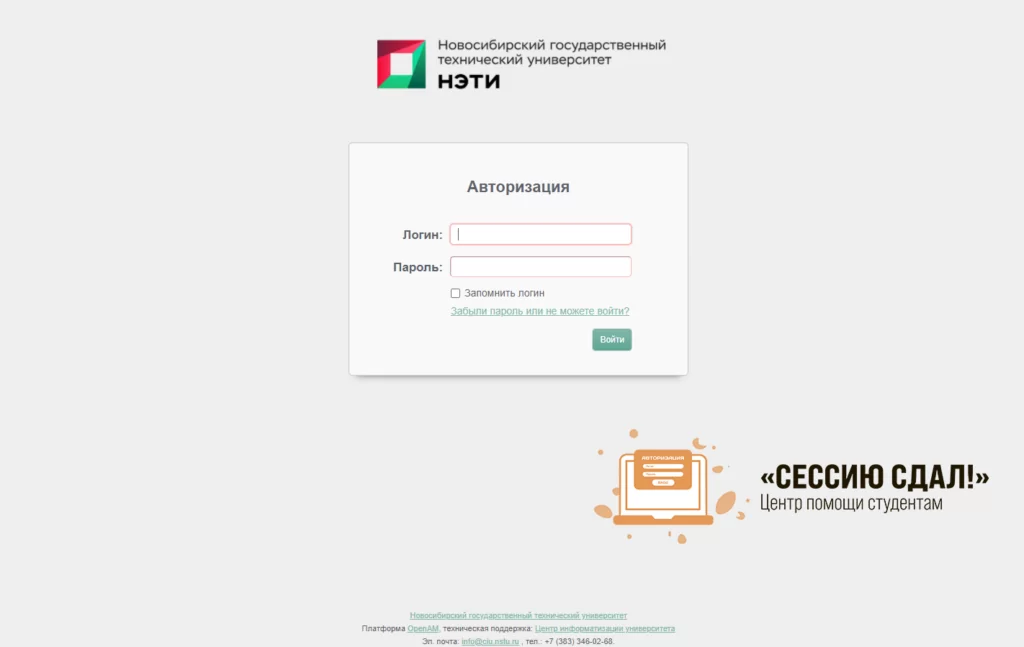 Новосибирский государственный
технический университет
НЭТИ
Авторизация
Логин:
Пароль:
Запомнить логин
Забыли пароль или не можете войти?
Войти
АВТОРИЗАЦИЯ
«СЕССИЮ СДАЛ!»
Центр помощи студентам
Новосибирский государственный технический университет
Платформа OpenAM, техническая поддержка: Центр информатизации университета
Эл. почта: info@ciu.nstu.ru , тел.: +7 (383) 346-02-68.